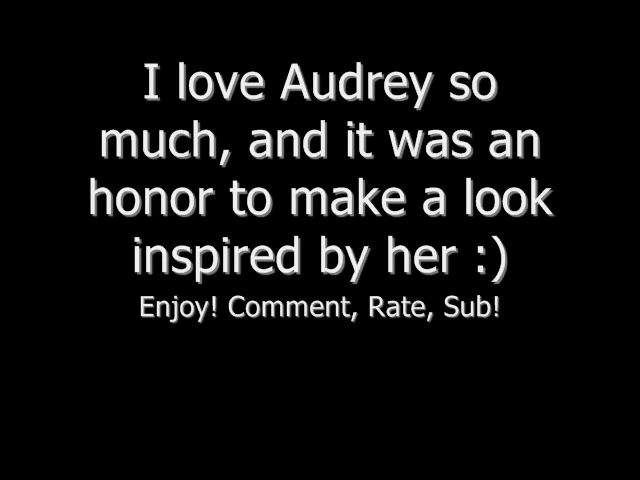 I love Audrey so
much, and it was an
honor to make a look
inspired by her :)
Enjoy! Comment, Rate, Sub!